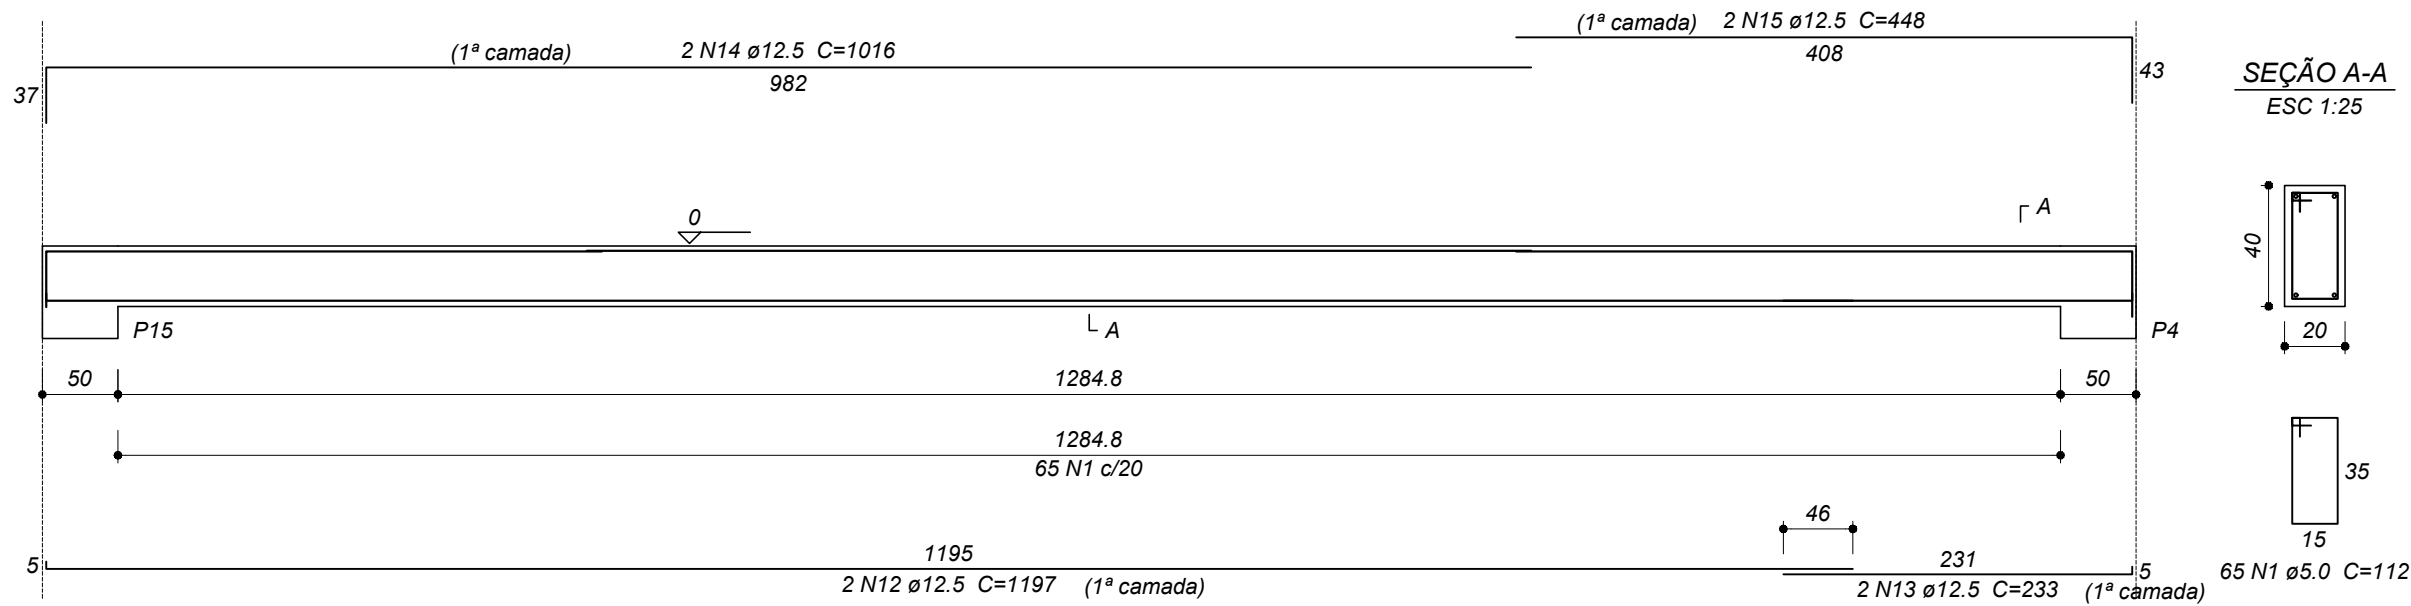 (1ª camada) 2 N15 ø12.5 C=448
408
(1ª camada) 2 N14 ø12.5 C=1016
982
37
43
SEÇÃO A-A
ESC 1:25
0
A
A
P15
P4
40
20
50
1284.8
50
1284.8
65 N1 c/20
35
15
65 N1 ø5.0 C=112
46
5
1195
2 N12 ø12.5 C=1197 (1ª camada)
231
5
2 N13 ø12.5 C=233 (1ª camada)